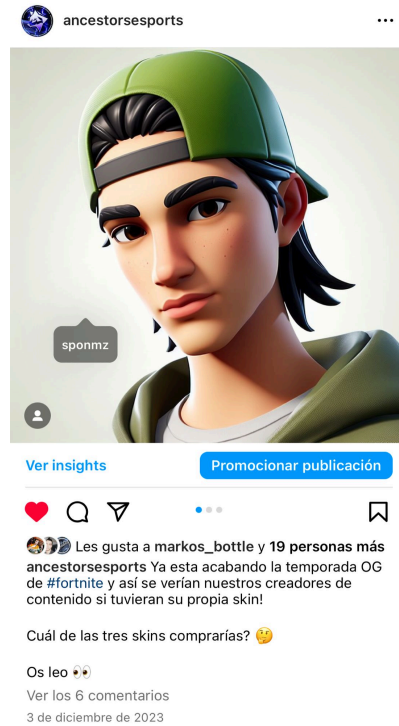 ancestorsesports
sponmz
Ver insights
Promocionar publicación
Les gusta a markos_bottle y 19 personas más
ancestorsesports Ya esta acabando la temporada OG
de #fortnite y así se verían nuestros creadores de
contenido si tuvieran su propia skin!
Cuál de las tres skins comprarías? 🤔
Os leo 👀
Ver los 6 comentarios
3 de diciembre de 2023